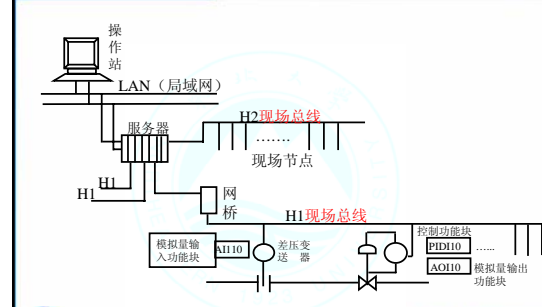 操
作
站
LAN（局域网）
服务器
H2现场总线
…….
现场节点
H1
H1
网
桥
H1现场总线
模拟量输
入功能块
AI110
差压变
送 器
控制功能块
PIDI10
…...
AOI10
模拟量输出
功能块